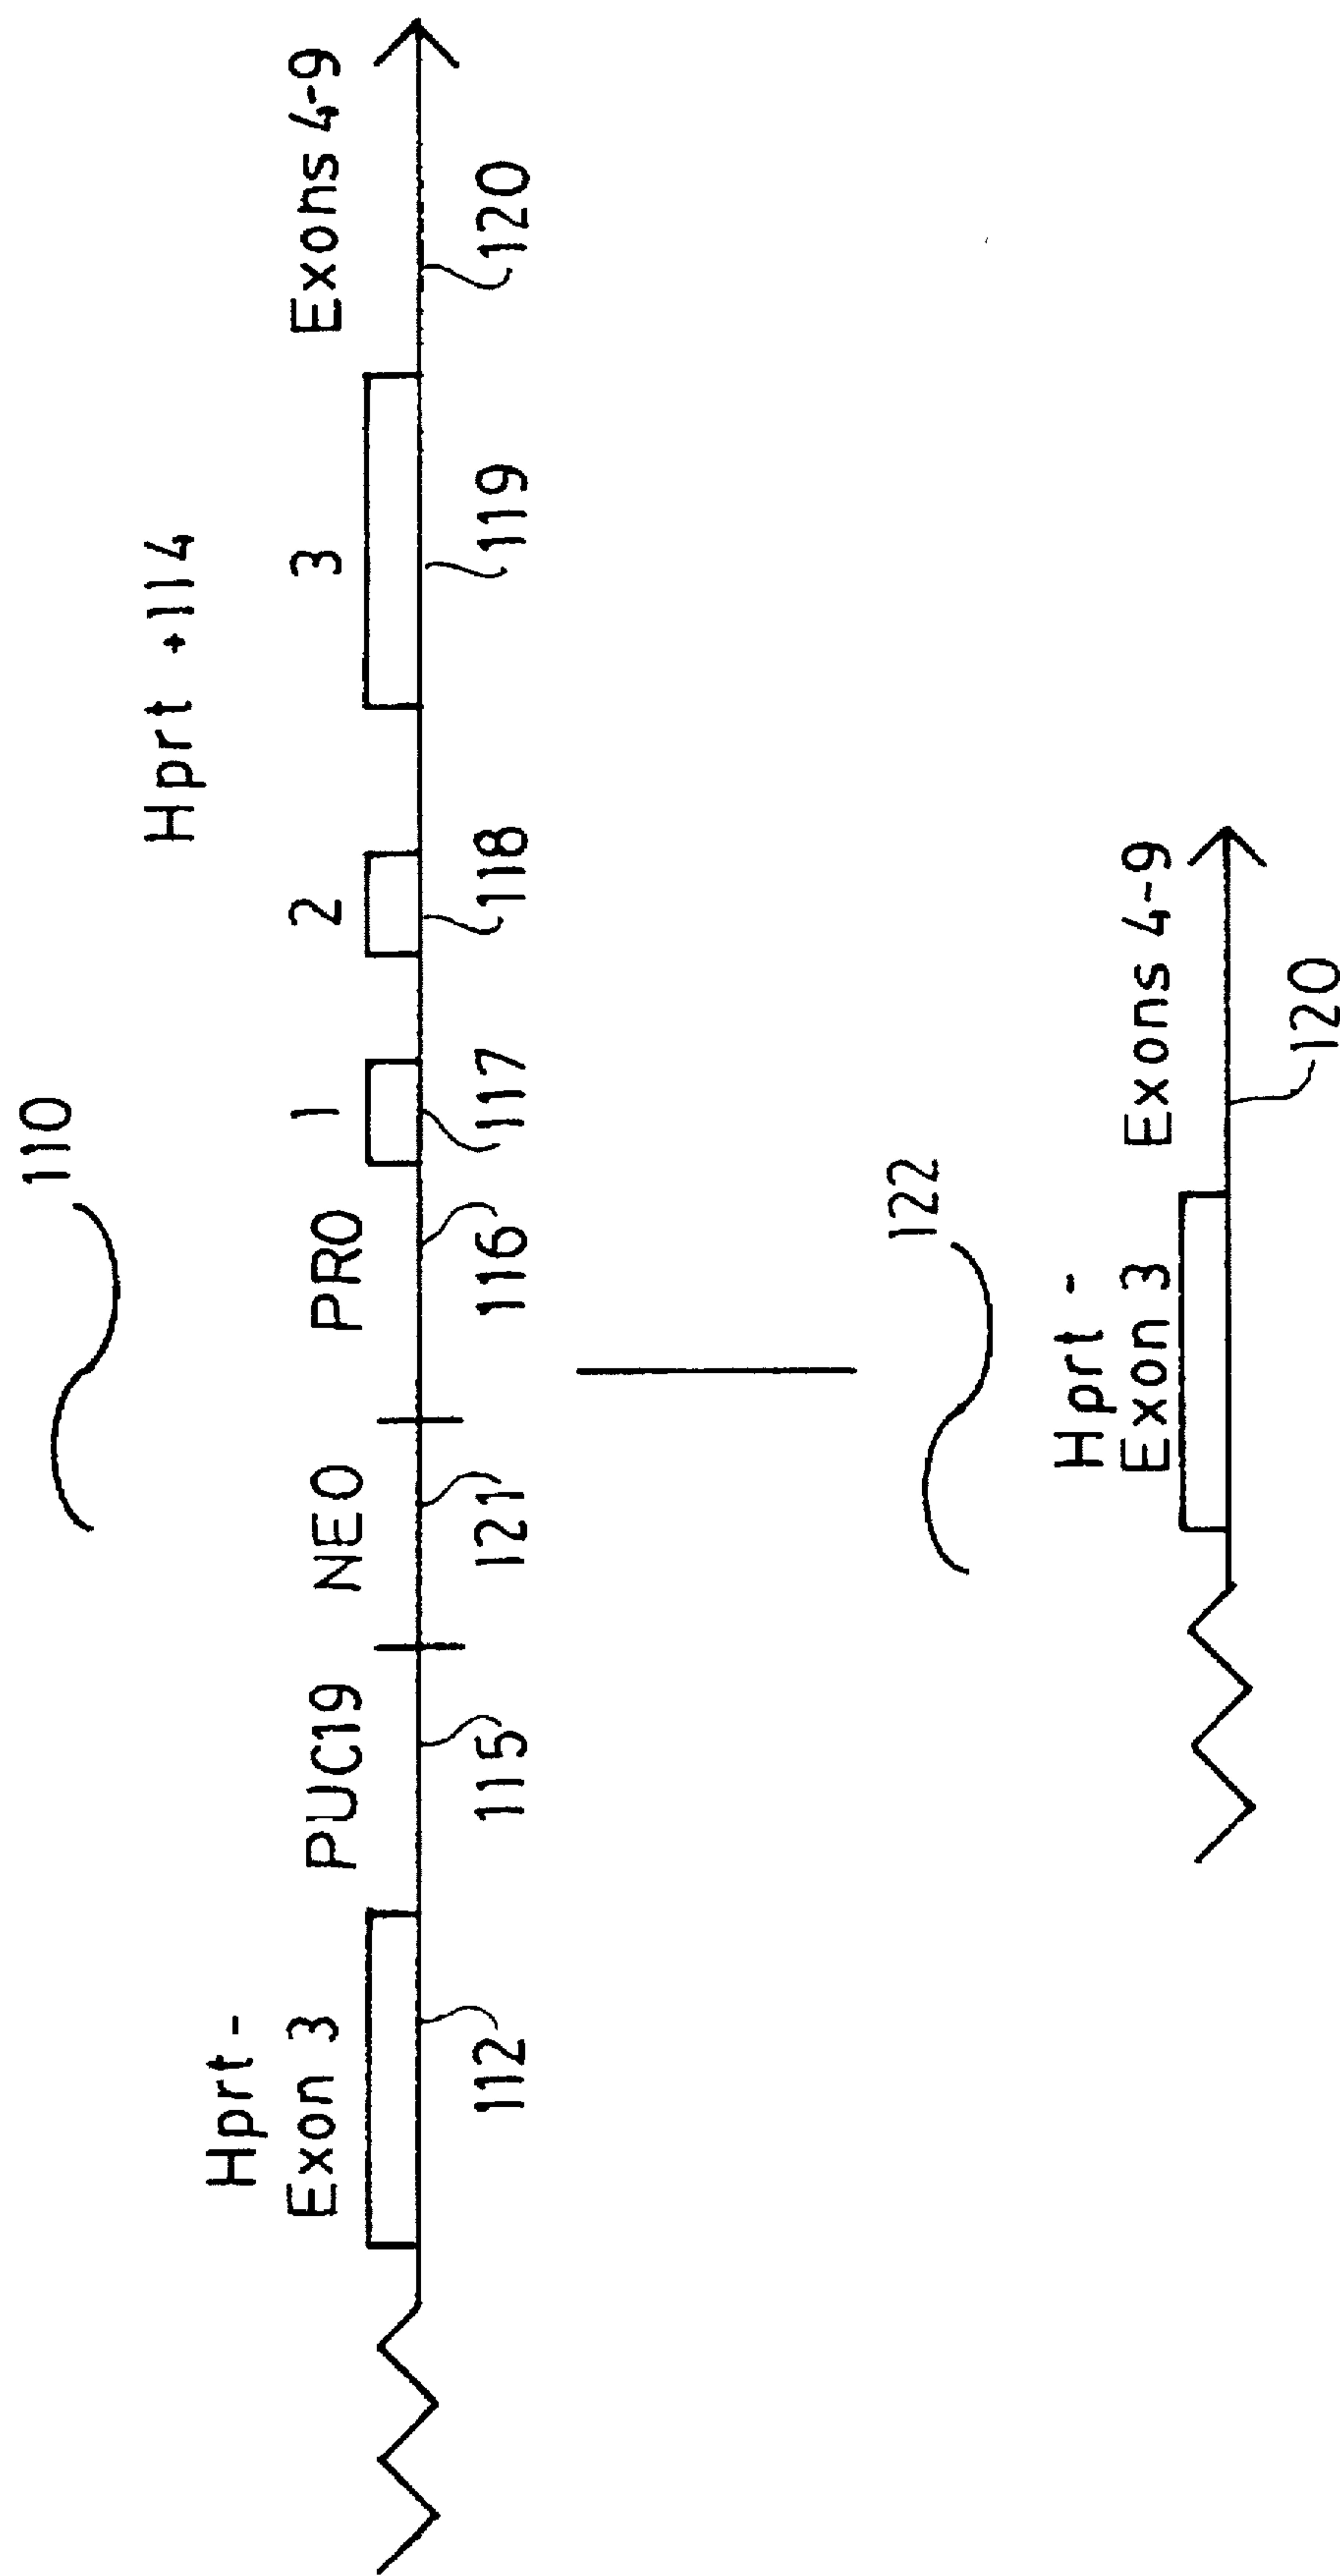 110
Hprt +114
Hprt -
Exon 3 PUC19 NEO PRO 1 2 3 Exons 4-9
112 115 121 116 117 118 119 120
122
Hprt -
Exon 3 Exons 4-9
120